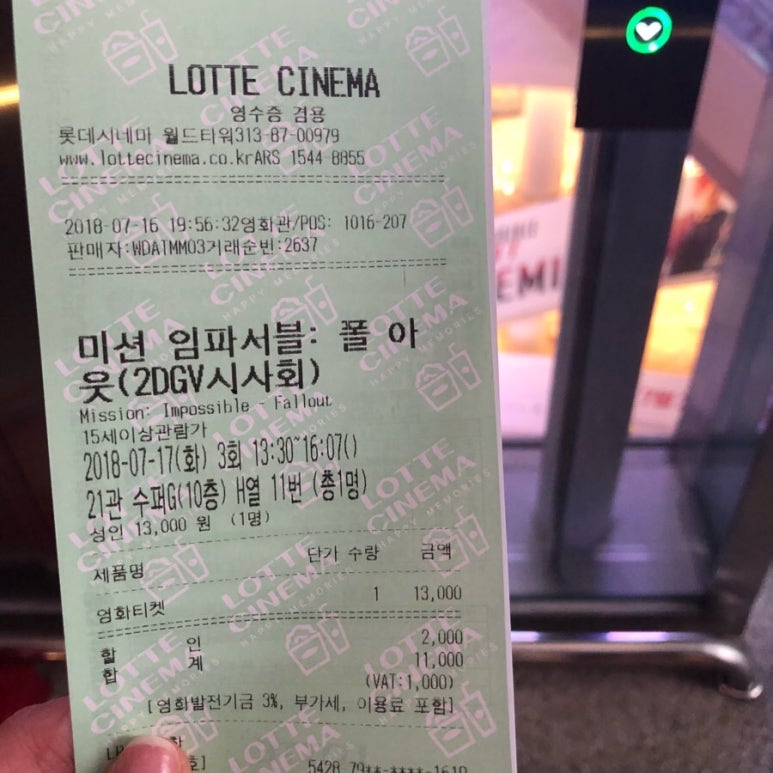 LOTTE CINEMA
영수증 겸용
롯데시네마 월드타워313-87-00979
www.lottecinema.co.krARS 1544 8855
2018-07-16 19:56:32영화관/POS: 1016-207
판매자:WDATMM03거래순번:2637
미션 임파서블: 폴 아
웃(2DGV시사회)
Mission: Impossible - Fallout
15세이상관람가
2018-07-17(화) 3회 13:30~16:07()
21관 수퍼G(10층) H열 11번 (총1명)
성인 13,000 원 (1명)
제품명 단가 수량 금액
영화티켓 1 13,000
할 인 2,000
합 계 11,000
(VAT:1,000)
[영화발전기금 3%, 부가세, 이용료 포함]
5428 79**-****-1610
LOTTE CINEMA
HAPPY MEMORIES
EMI